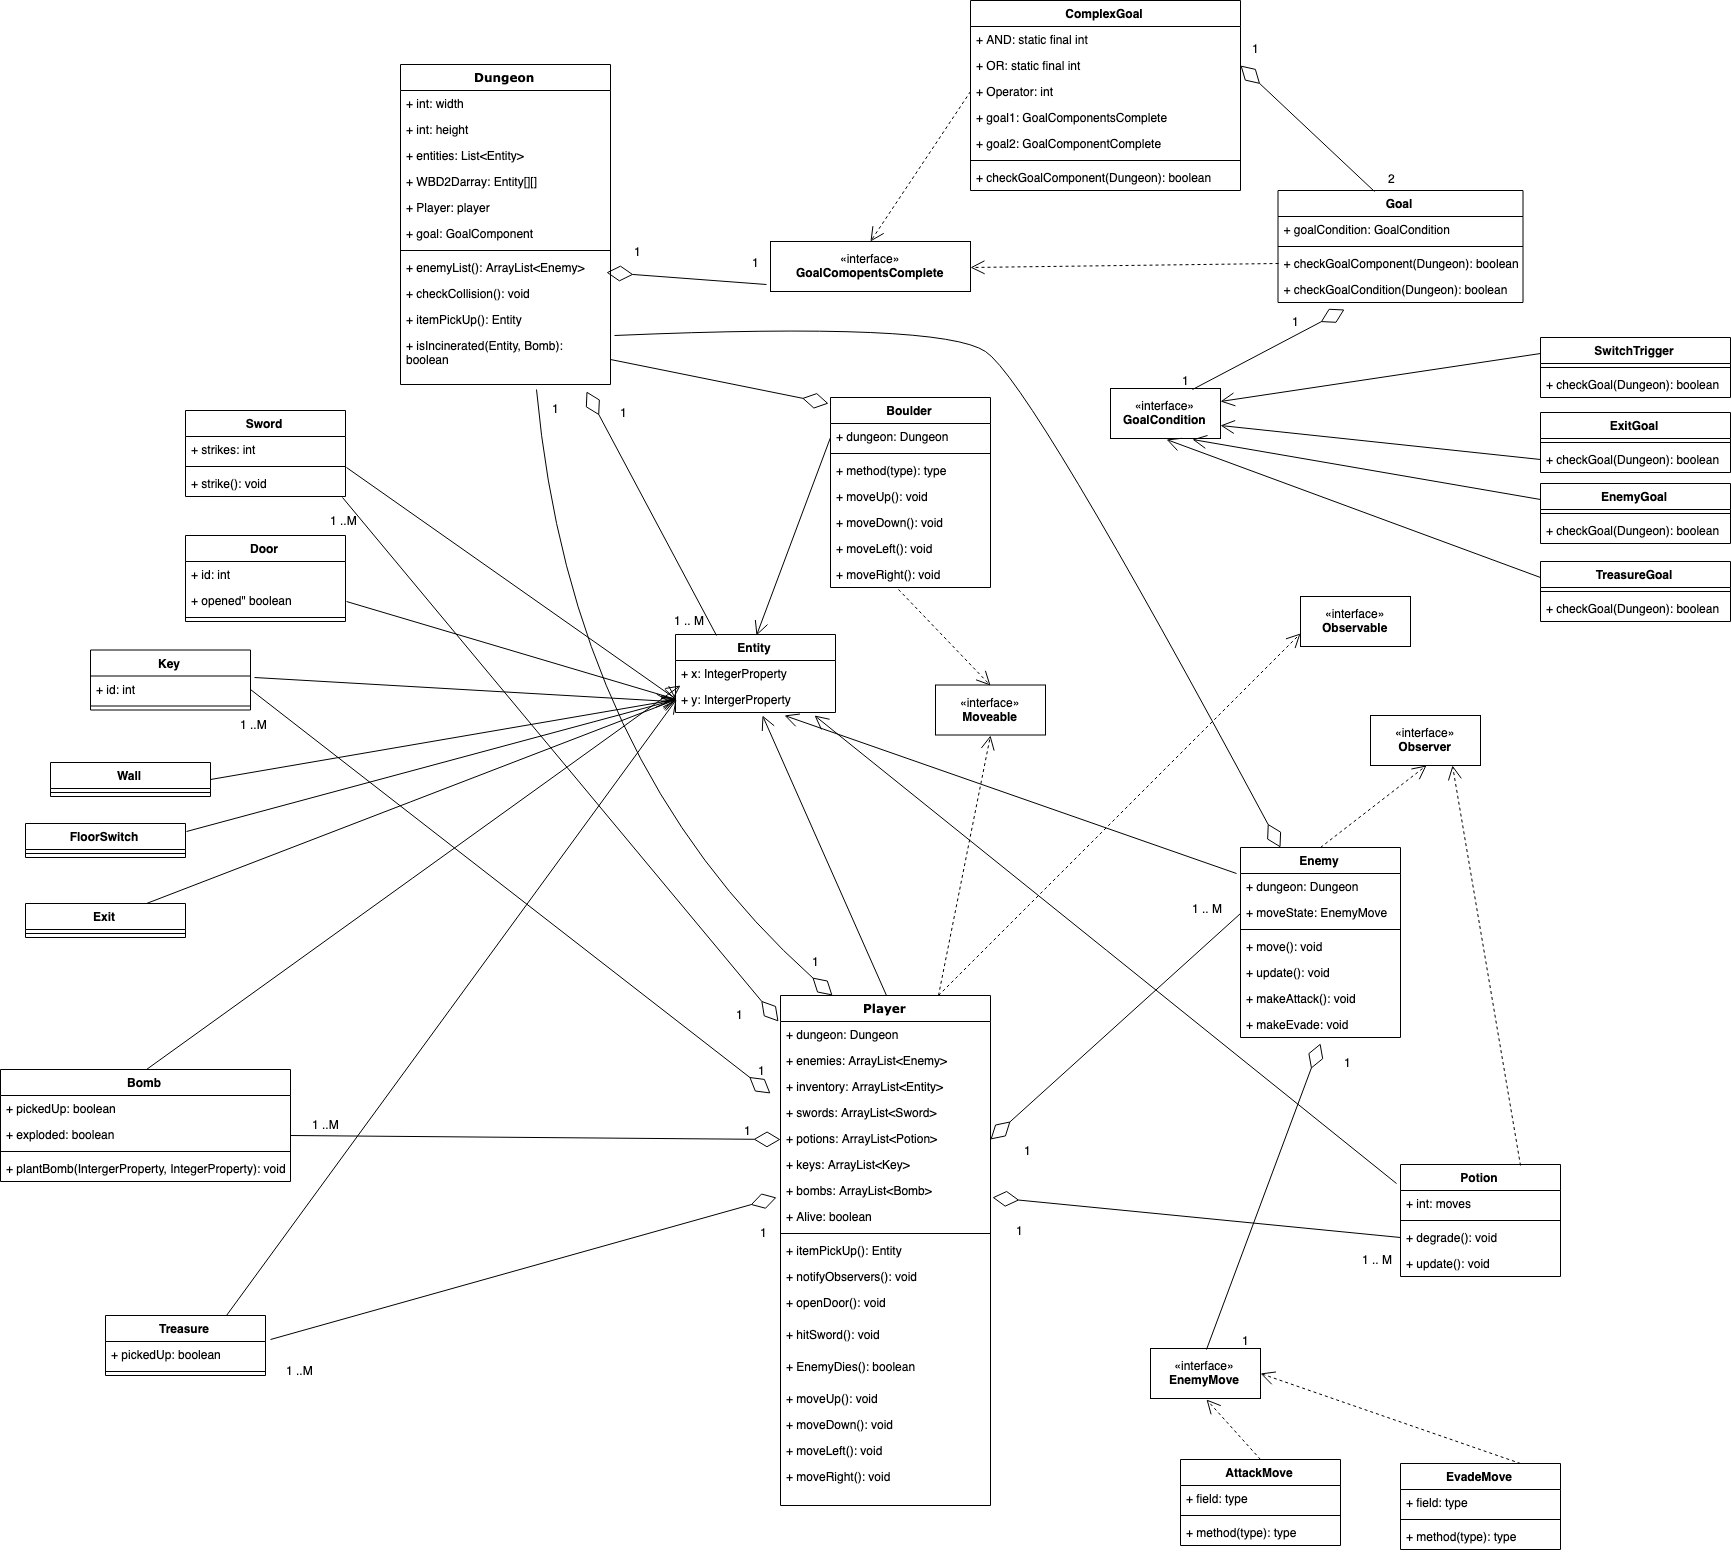 ComplexGoal
+ AND: static final int
+ OR: static final int
+ Operator: int
+ goal1: GoalComponentsComplete
+ goal2: GoalComponentComplete
+ checkGoalComponent(Dungeon): boolean
1
2
Dungeon
+ int: width
+ int: height
+ entities: List<Entity>
+ WBD2Darray: Entity[][]
+ Player: player
+ goal: GoalComponent
+ enemyList(): ArrayList<Enemy>
+ checkCollision(): void
+ itemPickUp(): Entity
+ isIncinerated(Entity, Bomb):
boolean
1
1
«interface»
GoalComopentsComplete
Goal
+ goalCondition: GoalCondition
+ checkGoalComponent(Dungeon): boolean
+ checkGoalCondition(Dungeon): boolean
1
1
«interface»
GoalCondition
SwitchTrigger
+ checkGoal(Dungeon): boolean
ExitGoal
+ checkGoal(Dungeon): boolean
EnemyGoal
+ checkGoal(Dungeon): boolean
TreasureGoal
+ checkGoal(Dungeon): boolean
1
1
Boulder
+ dungeon: Dungeon
+ method(type): type
+ moveUp(): void
+ moveDown(): void
+ moveLeft(): void
+ moveRight(): void
Sword
+ strikes: int
+ strike(): void
1 ..M
Door
+ id: int
+ opened" boolean
Key
+ id: int
1 ..M
1 .. M
Entity
+ x: IntegerProperty
+ y: IntergerProperty
«interface»
Observable
«interface»
Moveable
«interface»
Observer
Wall
FloorSwitch
Exit
Enemy
+ dungeon: Dungeon
+ moveState: EnemyMove
+ move(): void
+ update(): void
+ makeAttack(): void
+ makeEvade: void
1 .. M
1
1
1
1
Player
+ dungeon: Dungeon
+ enemies: ArrayList<Enemy>
+ inventory: ArrayList<Entity>
+ swords: ArrayList<Sword>
+ potions: ArrayList<Potion>
+ keys: ArrayList<Key>
+ bombs: ArrayList<Bomb>
+ Alive: boolean
+ itemPickUp(): Entity
+ notifyObservers(): void
+ openDoor(): void
+ hitSword(): void
+ EnemyDies(): boolean
+ moveUp(): void
+ moveDown(): void
+ moveLeft(): void
+ moveRight(): void
Bomb
+ pickedUp: boolean
+ exploded: boolean
+ plantBomb(IntergerProperty, IntegerProperty): void
1 ..M
1
1
1
1
Potion
+ int: moves
+ degrade(): void
+ update(): void
1 .. M
Treasure
+ pickedUp: boolean
1 ..M
1
«interface»
EnemyMove
AttackMove
+ field: type
+ method(type): type
EvadeMove
+ field: type
+ method(type): type